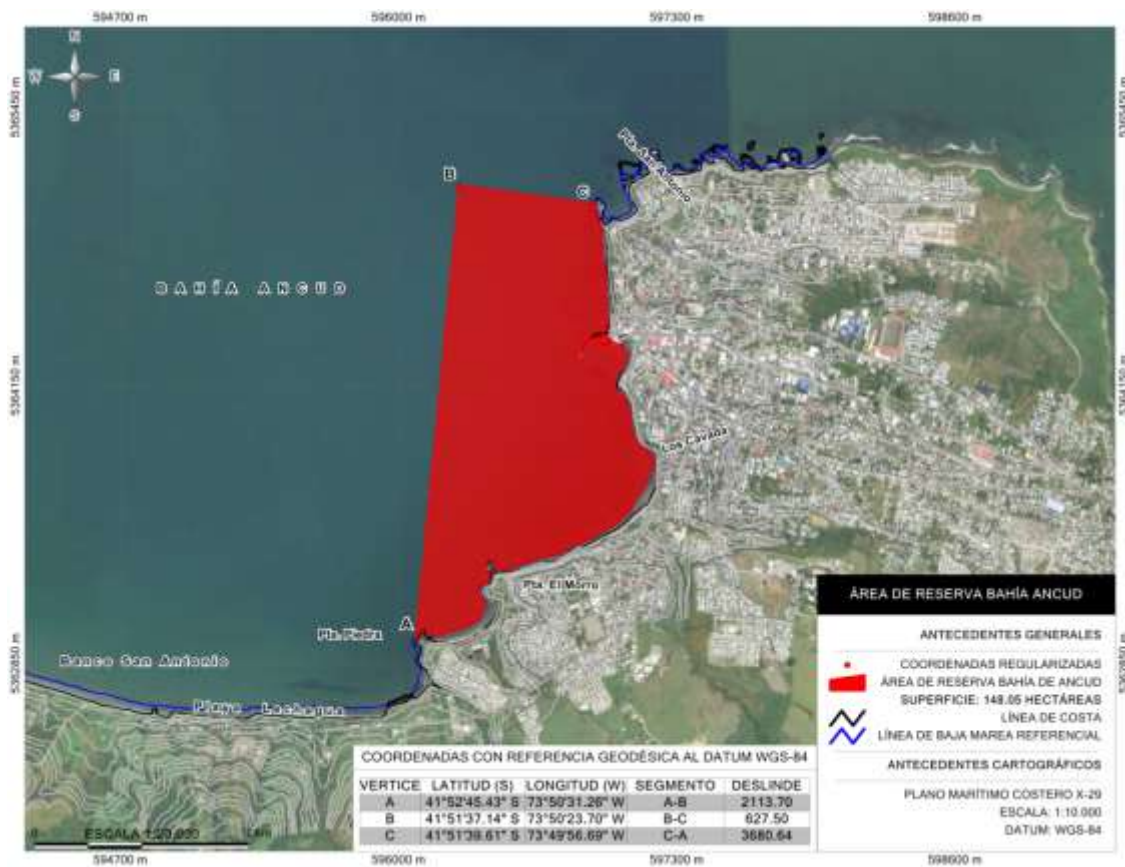 594700 m 596000 m 597300 m 598600 m
N
W E
S
5365450 m 5365450 m
Pta. San Antonio
B
C
BAHÍA ANCUD
5364150 m 5364150 m
Los Cavada
Pta. El Morro
A
Pta. Piedra
5362850 m 5362850 m
Banco San Antonio
Playa Lechagua
ÁREA DE RESERVA BAHÍA ANCUD
ANTECEDENTES GENERALES
COORDENADAS REGULARIZADAS
ÁREA DE RESERVA BAHÍA DE ANCUD
SUPERFICIE: 148.05 HECTÁREAS
LÍNEA DE COSTA
LÍNEA DE BAJA MAREA REFERENCIAL
ANTECEDENTES CARTOGRÁFICOS
PLANO MARÍTIMO COSTERO X-29
ESCALA: 1:10.000
DATUM: WGS-84
COORDENADAS CON REFERENCIA GEODÉSICA AL DATUM WGS-84
VERTICE LATITUD (S) LONGITUD (W) SEGMENTO DESLINDE
A 41°52'45.43" S 73°50'31.26" W A-B 2113.70
B 41°51'37.14" S 73°50'23.70" W B-C 627.50
C 41°51'39.61" S 73°49'56.69" W C-A 3680.64
0 ESCALA 1:20.000
594700 m 596000 m 597300 m 598600 m